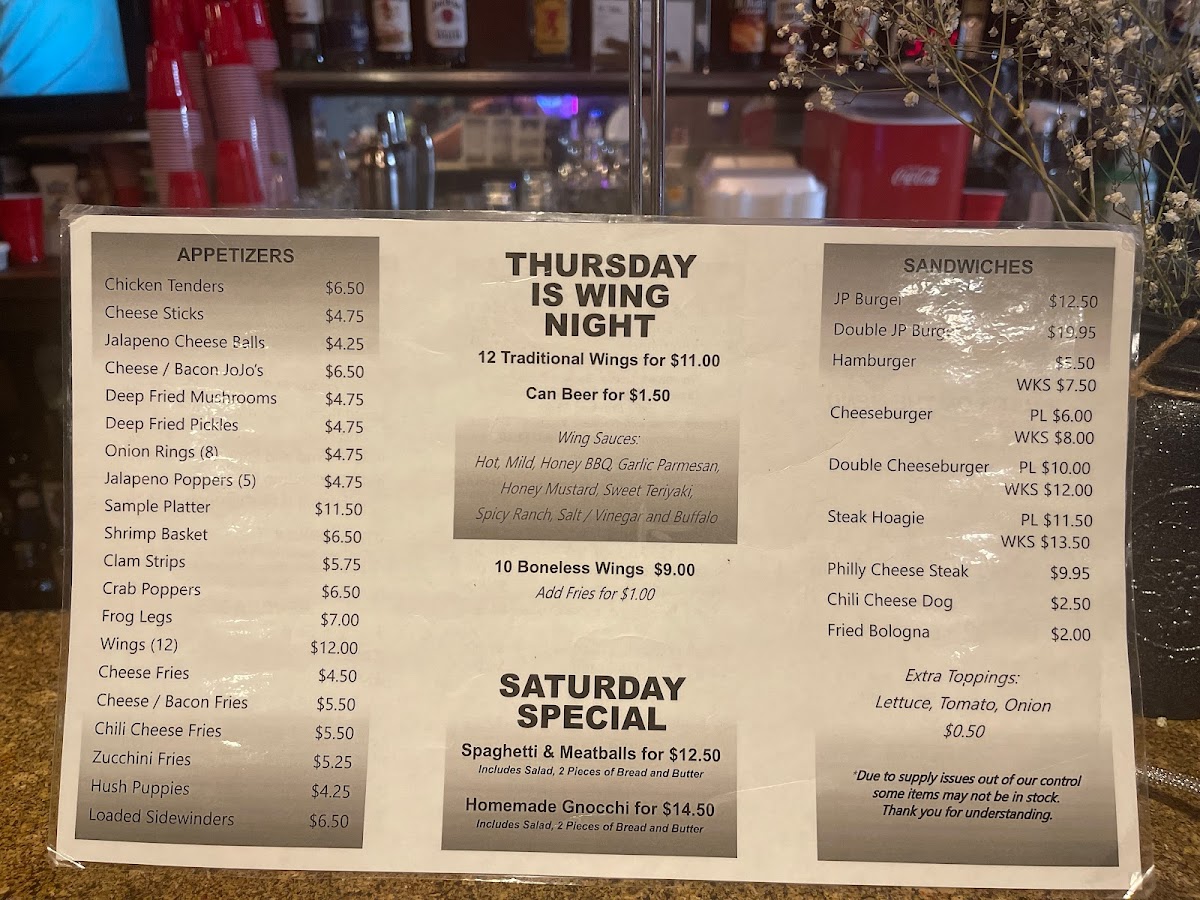 Coca-Cola
APPETIZERS
Chicken Tenders $6.50
Cheese Sticks $4.75
Jalapeno Cheese Balls $4.25
Cheese / Bacon JoJo's $6.50
Deep Fried Mushrooms $4.75
Deep Fried Pickles $4.75
Onion Rings (8) $4.75
Jalapeno Poppers (5) $4.75
Sample Platter $11.50
Shrimp Basket $6.50
Clam Strips $5.75
Crab Poppers $6.50
Frog Legs $7.00
Wings (12) $12.00
Cheese Fries $4.50
Cheese / Bacon Fries $5.50
Chili Cheese Fries $5.50
Zucchini Fries $5.25
Hush Puppies $4.25
Loaded Sidewinders $6.50
THURSDAY
IS WING
NIGHT
12 Traditional Wings for $11.00
Can Beer for $1.50
Wing Sauces:
Hot, Mild, Honey BBQ, Garlic Parmesan,
Honey Mustard, Sweet Teriyaki,
Spicy Ranch, Salt / Vinegar and Buffalo
10 Boneless Wings $9.00
Add Fries for $1.00
SATURDAY
SPECIAL
Spaghetti & Meatballs for $12.50
Includes Salad, 2 Pieces of Bread and Butter
Homemade Gnocchi for $14.50
Includes Salad, 2 Pieces of Bread and Butter
SANDWICHES
JP Burger $12.50
Double JP Burger $19.95
Hamburger $5.50
WKS $7.50
Cheeseburger PL $6.00
WKS $8.00
Double Cheeseburger PL $10.00
WKS $12.00
Steak Hoagie PL $11.50
WKS $13.50
Philly Cheese Steak $9.95
Chili Cheese Dog $2.50
Fried Bologna $2.00
Extra Toppings:
Lettuce, Tomato, Onion
$0.50
*Due to supply issues out of our control
some items may not be in stock.
Thank you for understanding.